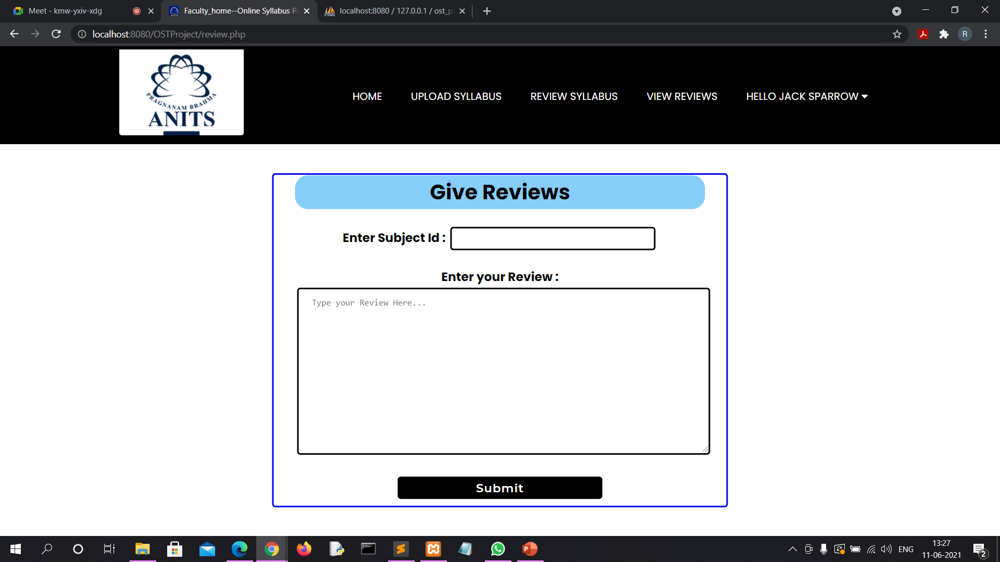 Meet - kmw-yxiv-xdg
Faculty_home--Online Syllabus P
localhost:8080 / 127.0.0.1 / ost_p
localhost:8080/OSTProject/review.php
R
PRAGNANAM BRAHMA
ANITS
HOME
UPLOAD SYLLABUS
REVIEW SYLLABUS
VIEW REVIEWS
HELLO JACK SPARROW
Give Reviews
Enter Subject Id :
Enter your Review :
Type your Review Here...
Submit
ENG
13:27
11-06-2021
2